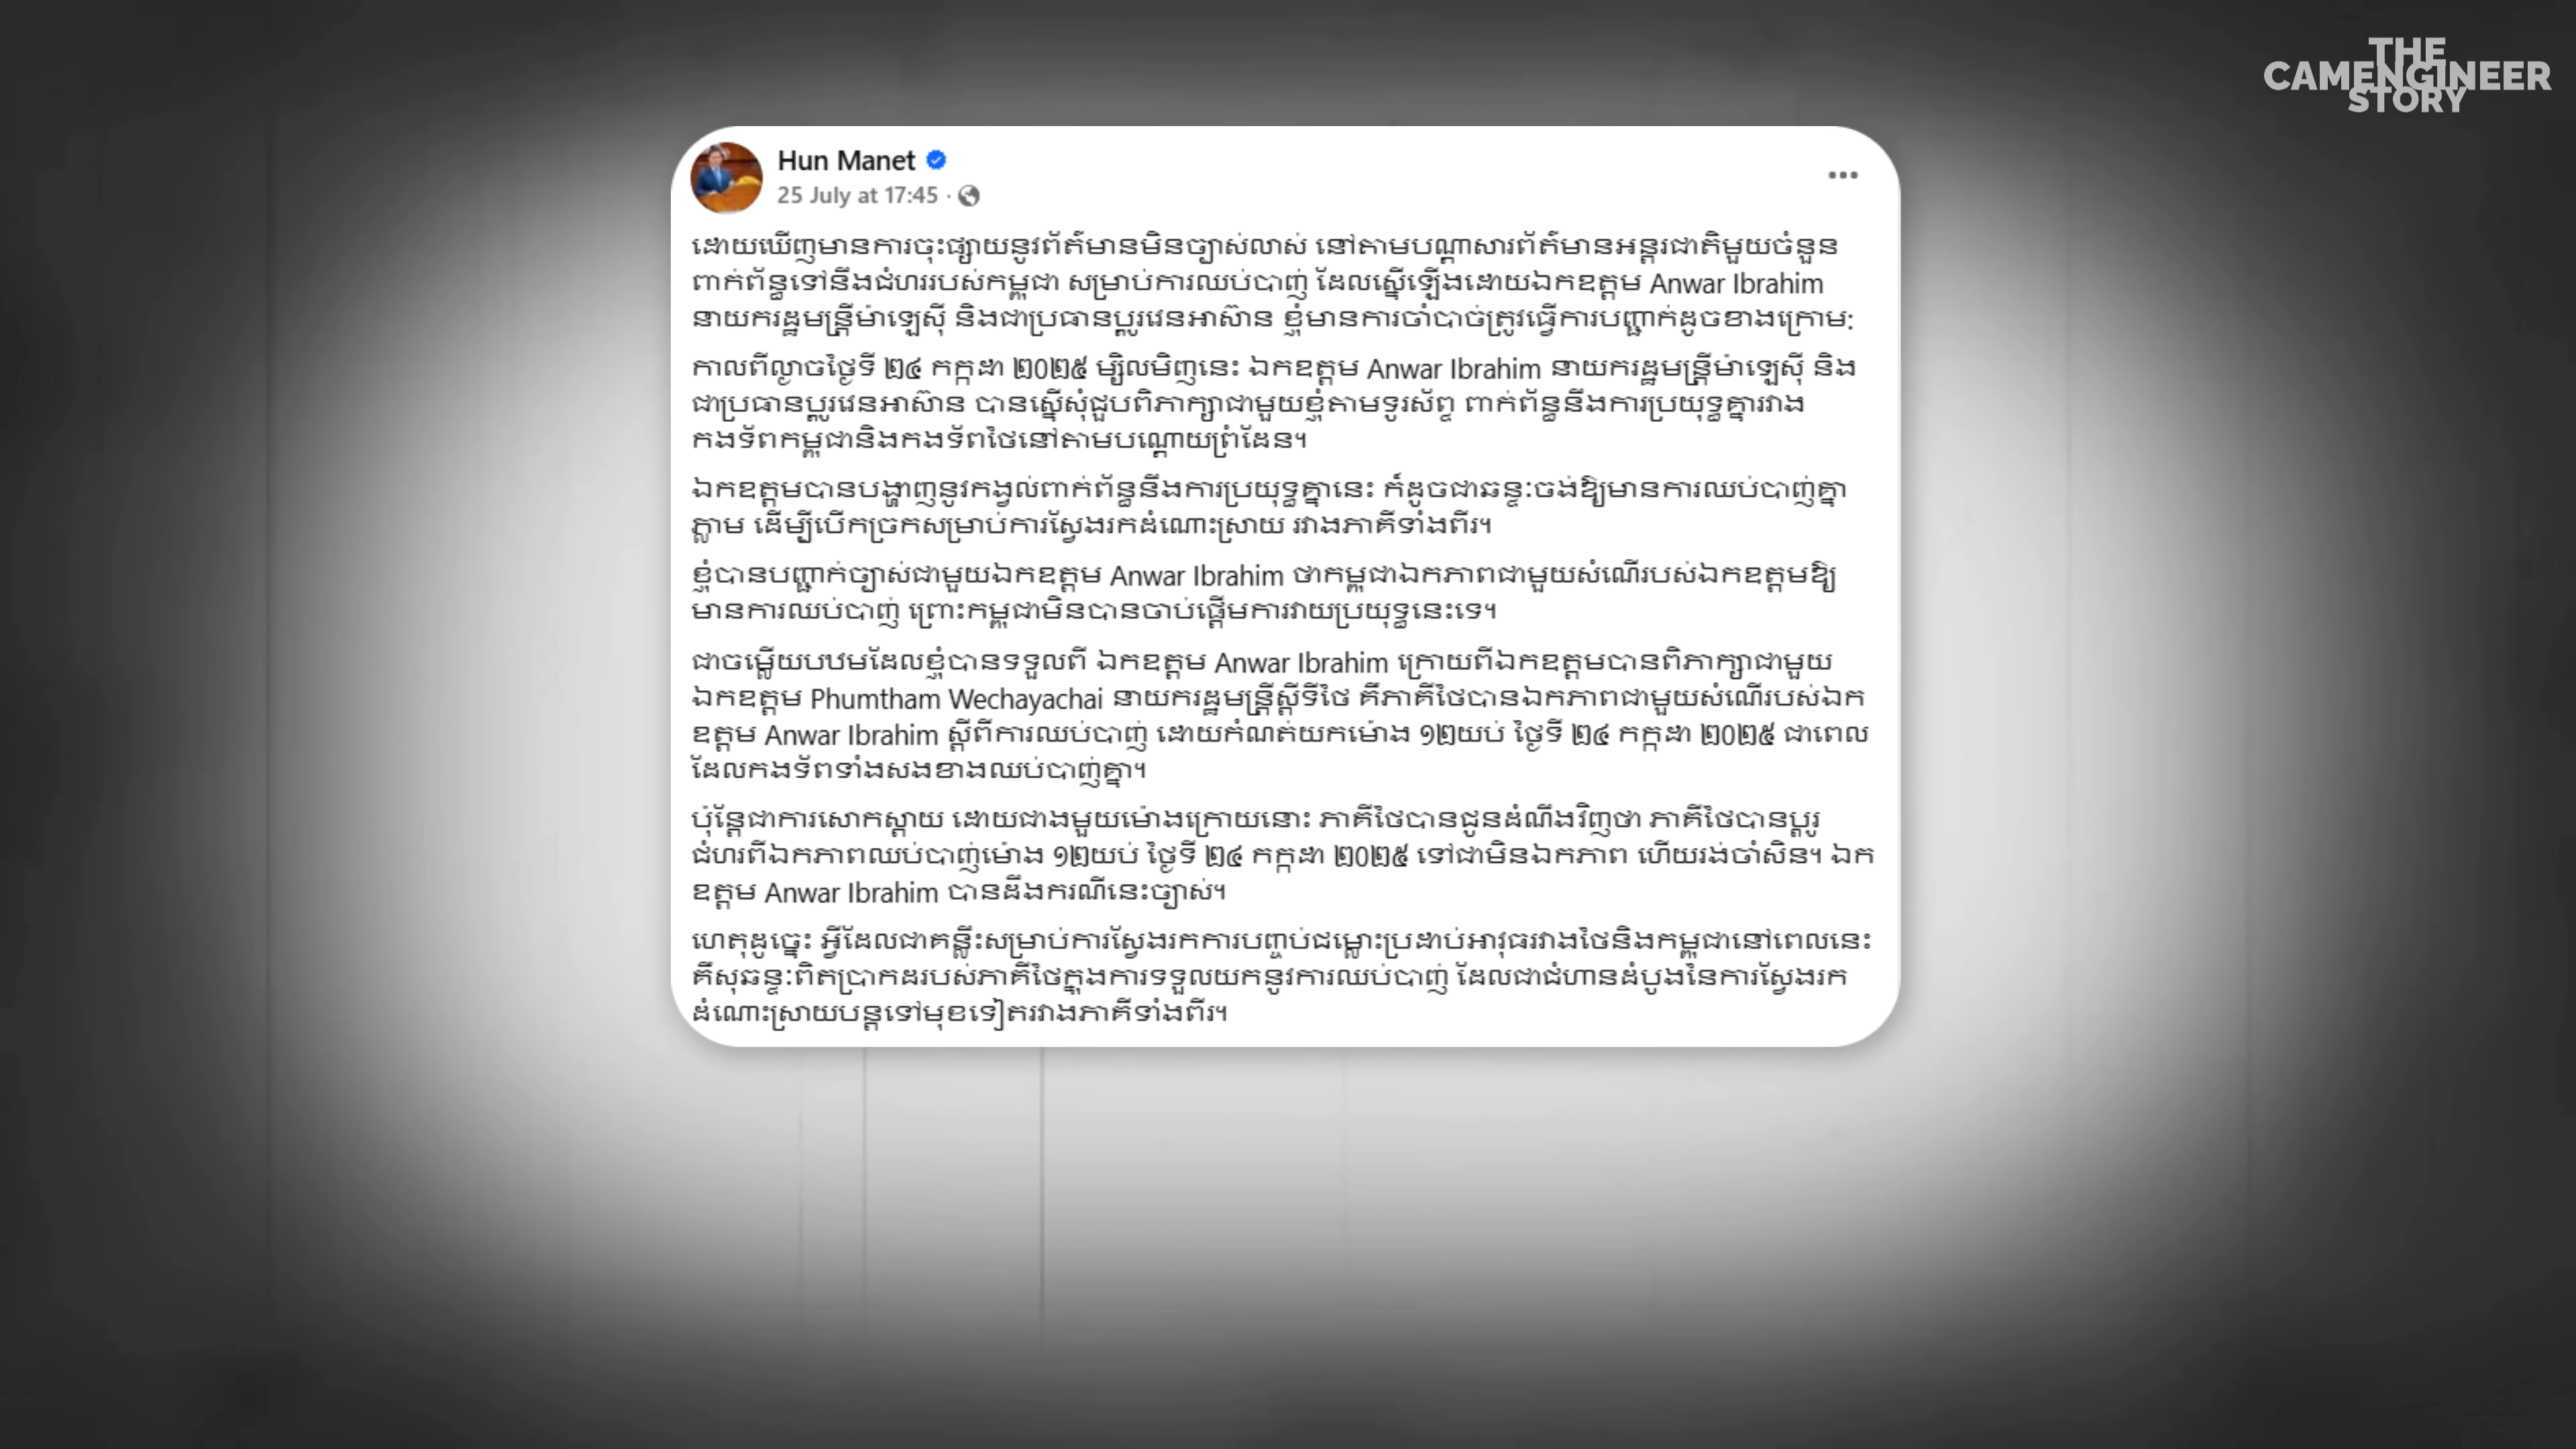 THE
CAMENGINEER
STORY
Hun Manet
25 July at 17:45 ·
ដោយឃើញមានការចុះផ្សាយនូវព័ត៌មានមិនច្បាស់លាស់ នៅតាមបណ្តាសារព័ត៌មានអន្តរជាតិមួយចំនួន
ពាក់ព័ន្ធទៅនឹងជំហររបស់កម្ពុជា សម្រាប់ការឈប់បាញ់ ដែលស្នើឡើងដោយឯកឧត្តម Anwar Ibrahim
នាយករដ្ឋមន្ត្រីម៉ាឡេស៊ី និងជាប្រធានប្តូរវេនអាស៊ាន ខ្ញុំមានការចាំបាច់ត្រូវធ្វើការបញ្ជាក់ដូចខាងក្រោម:
កាលពីល្ងាចថ្ងៃទី ២៤ កក្កដា ២០២៥ ម្សិលមិញនេះ ឯកឧត្តម Anwar Ibrahim នាយករដ្ឋមន្ត្រីម៉ាឡេស៊ី និង
ជាប្រធានប្តូរវេនអាស៊ាន បានស្នើសុំជួបពិភាក្សាជាមួយខ្ញុំតាមទូរស័ព្ទ ពាក់ព័ន្ធនឹងការប្រយុទ្ធគ្នារវាង
កងទ័ពកម្ពុជានិងកងទ័ពថៃនៅតាមបណ្តោយព្រំដែន។
ឯកឧត្តមបានបង្ហាញនូវកង្វល់ពាក់ព័ន្ធនឹងការប្រយុទ្ធគ្នានេះ ក៏ដូចជាឆន្ទៈចង់ឱ្យមានការឈប់បាញ់គ្នា
ភ្លាម ដើម្បីបើកច្រកសម្រាប់ការស្វែងរកដំណោះស្រាយ រវាងភាគីទាំងពីរ។
ខ្ញុំបានបញ្ជាក់ច្បាស់ជាមួយឯកឧត្តម Anwar Ibrahim ថាកម្ពុជាឯកភាពជាមួយសំណើរបស់ឯកឧត្តមឱ្យ
មានការឈប់បាញ់ ព្រោះកម្ពុជាមិនបានចាប់ផ្តើមការវាយប្រយុទ្ធនេះទេ។
ជាចម្លើយបឋមដែលខ្ញុំបានទទួលពី ឯកឧត្តម Anwar Ibrahim ក្រោយពីឯកឧត្តមបានពិភាក្សាជាមួយ
ឯកឧត្តម Phumtham Wechayachai នាយករដ្ឋមន្ត្រីស្តីទីថៃ គឺភាគីថៃបានឯកភាពជាមួយសំណើរបស់ឯក
ឧត្តម Anwar Ibrahim ស្តីពីការឈប់បាញ់ ដោយកំណត់យកម៉ោង ១២យប់ ថ្ងៃទី ២៤ កក្កដា ២០២៥ ជាពេល
ដែលកងទ័ពទាំងសងខាងឈប់បាញ់គ្នា។
ប៉ុន្តែជាការសោកស្តាយ ដោយជាងមួយម៉ោងក្រោយនោះ ភាគីថៃបានជូនដំណឹងវិញថា ភាគីថៃបានប្តូរ
ជំហរពីឯកភាពឈប់បាញ់ម៉ោង ១២យប់ ថ្ងៃទី ២៤ កក្កដា ២០២៥ ទៅជាមិនឯកភាព ហើយរង់ចាំសិន។ ឯក
ឧត្តម Anwar Ibrahim បានដឹងករណីនេះច្បាស់។
ហេតុដូច្នេះ អ្វីដែលជាគន្លឹះសម្រាប់ការស្វែងរកការបញ្ចប់ជម្លោះប្រដាប់អាវុធរវាងថៃនិងកម្ពុជានៅពេលនេះ
គឺសុឆន្ទៈពិតប្រាកដរបស់ភាគីថៃក្នុងការទទួលយកនូវការឈប់បាញ់ ដែលជាជំហានដំបូងនៃការស្វែងរក
ដំណោះស្រាយបន្តទៅមុខទៀតរវាងភាគីទាំងពីរ។